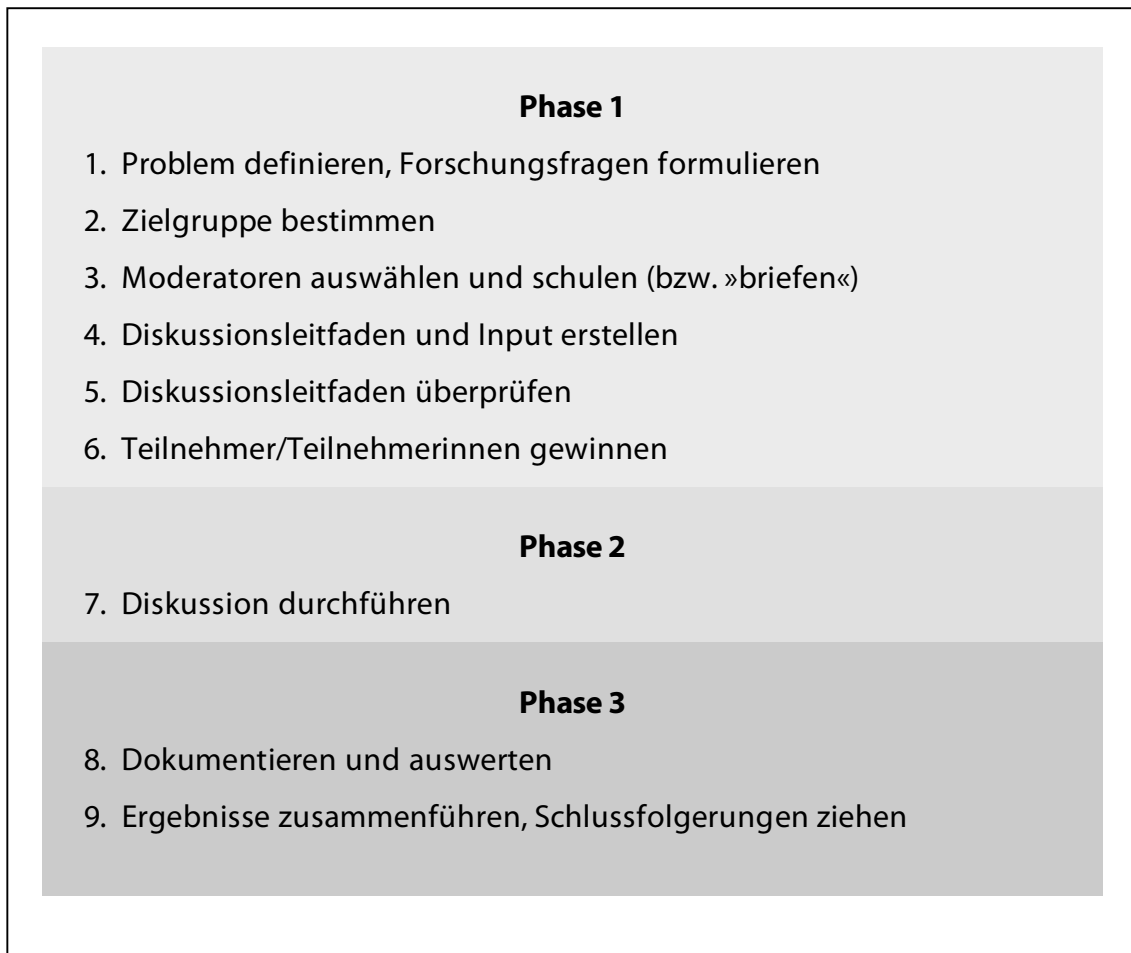 Phase 1
1. Problem definieren, Forschungsfragen formulieren
2. Zielgruppe bestimmen
3. Moderatoren auswählen und schulen (bzw. »briefen«)
4. Diskussionsleitfaden und Input erstellen
5. Diskussionsleitfaden überprüfen
6. Teilnehmer/Teilnehmerinnen gewinnen
Phase 2
7. Diskussion durchführen
Phase 3
8. Dokumentieren und auswerten
9. Ergebnisse zusammenführen, Schlussfolgerungen ziehen